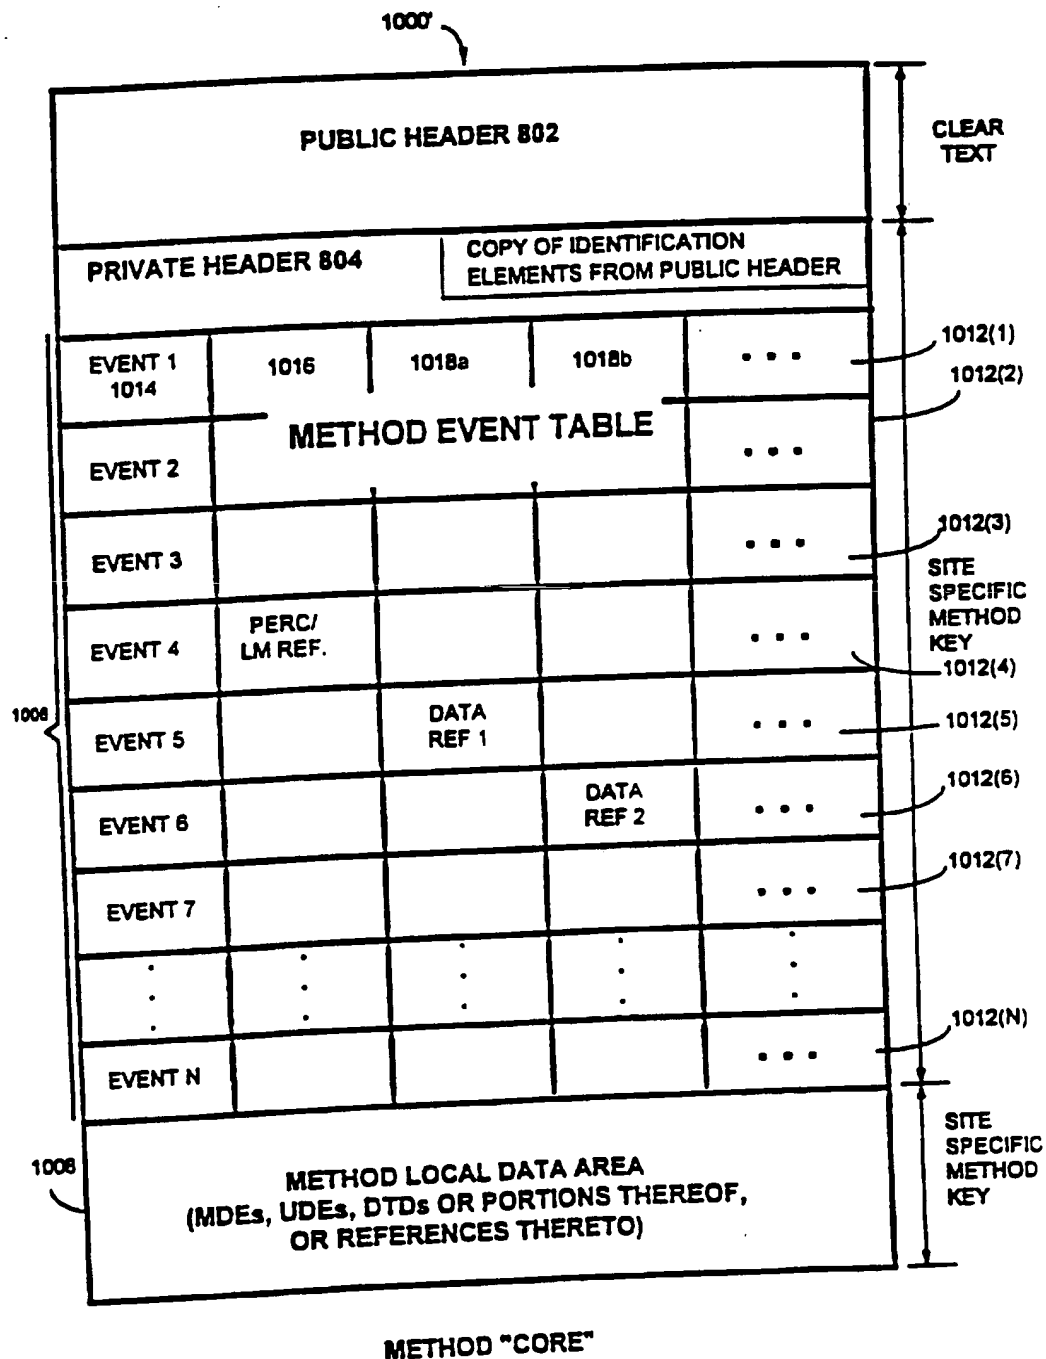 1000'
PUBLIC HEADER 802
CLEAR
TEXT
PRIVATE HEADER 804
COPY OF IDENTIFICATION
ELEMENTS FROM PUBLIC HEADER
EVENT 1
1014
1016
1018a
1018b
• • •
1012(1)
1012(2)
METHOD EVENT TABLE
EVENT 2
• • •
EVENT 3
• • •
1012(3)
SITE
SPECIFIC
METHOD
KEY
EVENT 4
PERC/
LM REF.
• • •
1012(4)
1006
EVENT 5
DATA
REF 1
• • •
1012(5)
EVENT 6
DATA
REF 2
• • •
1012(6)
EVENT 7
• • •
1012(7)
EVENT N
• • •
1012(N)
1008
METHOD LOCAL DATA AREA
(MDEs, UDEs, DTDs OR PORTIONS THEREOF,
OR REFERENCES THERETO)
SITE
SPECIFIC
METHOD
KEY
METHOD "CORE"